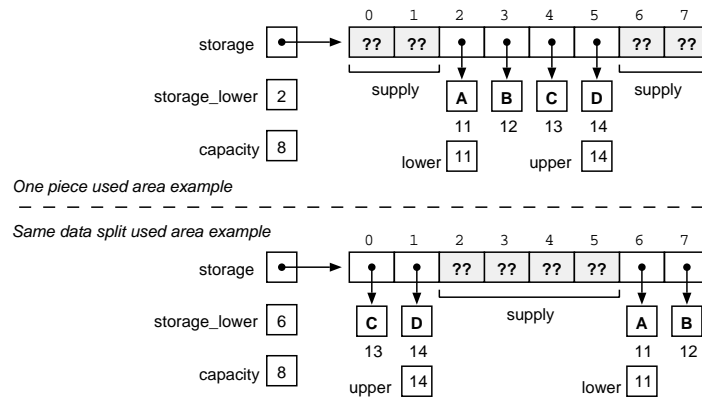 0 1 2 3 4 5 6 7
storage ?? ?? ?? ??
storage_lower 2 supply A B C D supply
11 12 13 14
capacity 8
lower 11 upper 14
One piece used area example
Same data split used area example
0 1 2 3 4 5 6 7
storage ?? ?? ?? ??
storage_lower 6 C D supply A B
13 14 11 12
capacity 8
upper 14 lower 11